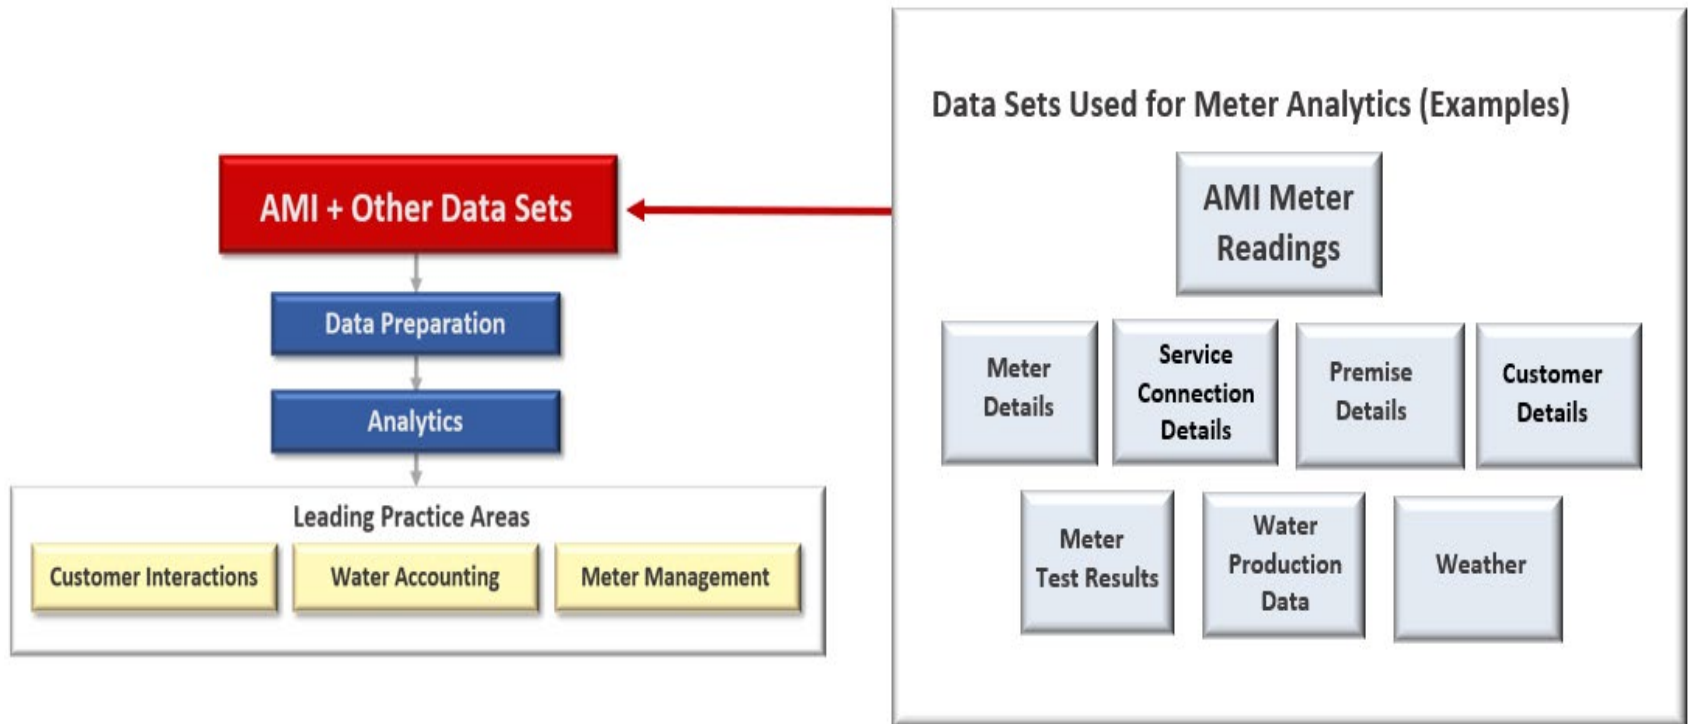 AMI + Other Data Sets
Data Preparation
Analytics
Leading Practice Areas
Customer Interactions
Water Accounting
Meter Management
Data Sets Used for Meter Analytics (Examples)
AMI Meter
Readings
Meter
Details
Service
Connection
Details
Premise
Details
Customer
Details
Meter
Test Results
Water
Production
Data
Weather